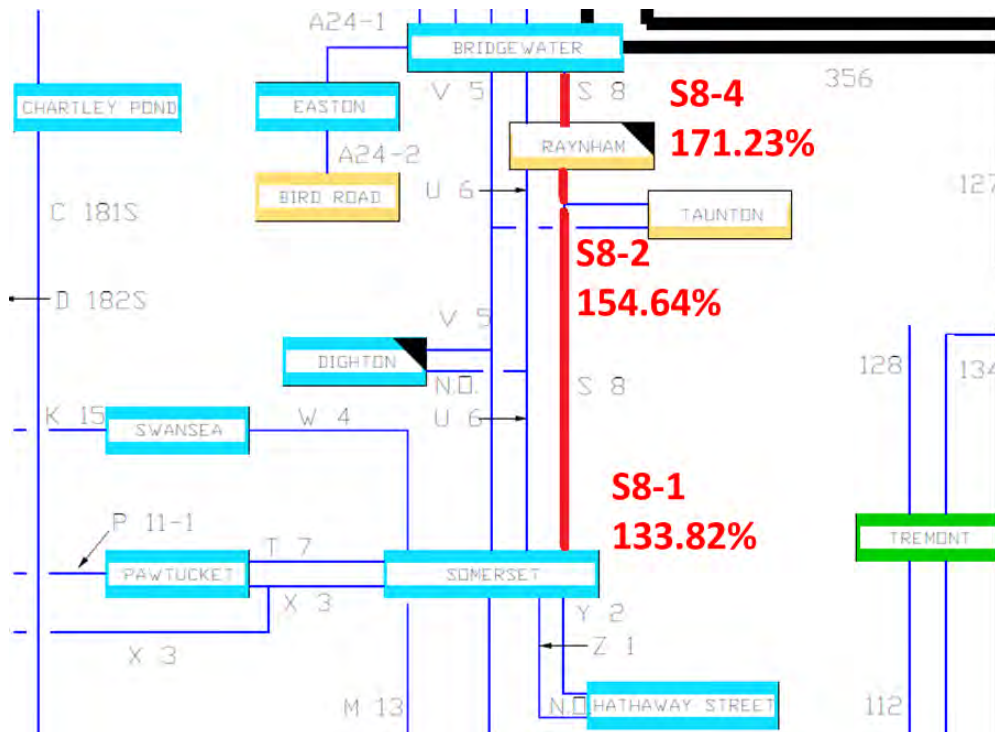 A24-1
BRIDGEWATER
356
CHARTLEY POND
EASTON
V 5
S 8
S8-4
171.23%
RAYNHAM
A24-2
BIRD ROAD
U 6
127
C 181S
TAUNTON
S8-2
154.64%
D 182S
V 5
DIGHTON
N.O.
S 8
128
134
K 15
SWANSEA
W 4
U 6
S8-1
133.82%
P 11-1
T 7
PAWTUCKET
SOMERSET
TREMONT
X 3
Y 2
Z 1
X 3
M 13
N.O.
HATHAWAY STREET
112